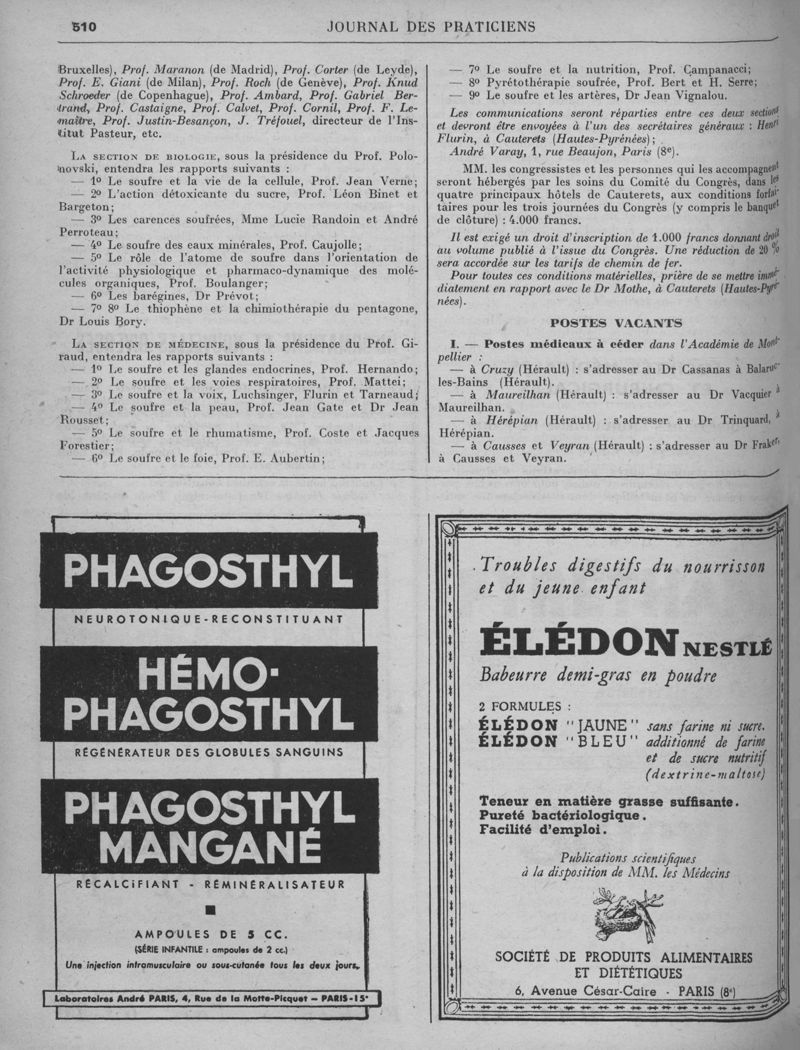 510
JOURNAL DES PRATICIENS
Bruxelles), Prof. Maranon (de Madrid), Prof. Corter (de Leyde),
Prof. E. Giani (de Milan), Prof. Roch (de Genève), Prof. Knud
Schroeder (de Copenhague), Prof. Ambard, Prof. Gabriel Ber-
trand, Prof. Castaigne, Prof. Calvet, Prof. Cornil, Prof. F. Le-
maître, Prof. Justin-Besançon, J. Tréfouel, directeur de l'Ins-
titut Pasteur, etc.
LA SECTION DE BIOLOGIE, sous la présidence du Prof. Polo-
novski, entendra les rapports suivants :
— 1º Le soufre et la vie de la cellule, Prof. Jean Verne;
— 2º L'action détoxicante du sucre, Prof. Léon Binet et
Bargeton;
— 3º Les carences soufrées, Mme Lucie Randoin et André
Perroteau;
— 4º Le soufre des eaux minérales, Prof. Caujolle;
— 5º Le rôle de l'atome de soufre dans l'orientation de
l'activité physiologique et pharmaco-dynamique des molé-
cules organiques, Prof. Boulanger;
— 6º Les barégines, Dr Prévot;
— 7º 8º Le thiophène et la chimiothérapie du pentagone,
Dr Louis Bory.
LA SECTION DE MÉDECINE, sous la présidence du Prof. Gi-
raud, entendra les rapports suivants :
— 1º Le soufre et les glandes endocrines, Prof. Hernando;
— 2º Le soufre et les voies respiratoires, Prof. Mattei;
— 3º Le soufre et la voix, Luchsinger, Flurin et Tarneaud;
— 4º Le soufre et la peau, Prof. Jean Gate et Dr Jean
Rousset;
— 5º Le soufre et le rhumatisme, Prof. Coste et Jacques
Forestier;
— 6º Le soufre et le foie, Prof. E. Aubertin;
— 7º Le soufre et la nutrition, Prof. Campanacci;
— 8º Pyrétothérapie soufrée, Prof. Bert et H. Serre;
— 9º Le soufre et les artères, Dr Jean Vignalou.
Les communications seront réparties entre ces deux sections
et devront être envoyées à l'un des secrétaires généraux : Henri
Flurin, à Cauterets (Hautes-Pyrénées);
André Varay, 1, rue Beaujon, Paris (8e).
MM. les congressistes et les personnes qui les accompagnent
seront hébergés par les soins du Comité du Congrès, dans les
quatre principaux hôtels de Cauterets, aux conditions forfai-
taires pour les trois journées du Congrès (y compris le banquet
de clôture) : 4.000 francs.
Il est exigé un droit d'inscription de 1.000 francs donnant droit
au volume publié à l'issue du Congrès. Une réduction de 20 %
sera accordée sur les tarifs de chemin de fer.
Pour toutes ces conditions matérielles, prière de se mettre immé-
diatement en rapport avec le Dr Mothe, à Cauterets (Hautes-Pyré-
nées).
POSTES VACANTS
I. — Postes médicaux à céder dans l'Académie de Mont-
pellier :
— à Cruzy (Hérault) : s'adresser au Dr Cassanas à Balaruc-
les-Bains (Hérault).
— à Maureilhan (Hérault) : s'adresser au Dr Vacquier à
Maureilhan.
— à Hérépian (Hérault) : s'adresser au Dr Trinquard, à
Hérépian.
— à Causses et Veyran (Hérault) : s'adresser au Dr Fraker,
à Causses et Veyran.
PHAGOSTHYL
NEUROTONIQUE-RECONSTITUANT
HÉMO-
PHAGOSTHYL
RÉGÉNÉRATEUR DES GLOBULES SANGUINS
PHAGOSTHYL
MANGANÉ
RÉCALCiFIANT - RÉMINÉRALISATEUR
AMPOULES DE 5 CC.
(SÉRIE INFANTILE : ampoules de 2 cc.)
Une injection intramusculaire ou sous-cutanée tous les deux jours.
Laboratoires André PARIS, 4, Rue de la Motte-Picquet — PARIS-15e
Troubles digestifs du nourrisson
et du jeune enfant
ÉLÉDON NESTLÉ
Babeurre demi-gras en poudre
2 FORMULES :
ÉLÉDON "JAUNE" sans farine ni sucre.
ÉLÉDON "BLEU" additionné de farine
et de sucre nutritif
(dextrine-maltose)
Teneur en matière grasse suffisante.
Pureté bactériologique.
Facilité d'emploi.
Publications scientifiques
à la disposition de MM. les Médecins
SOCIÉTÉ DE PRODUITS ALIMENTAIRES
ET DIÉTÉTIQUES
6, Avenue César-Caire - PARIS (8e)